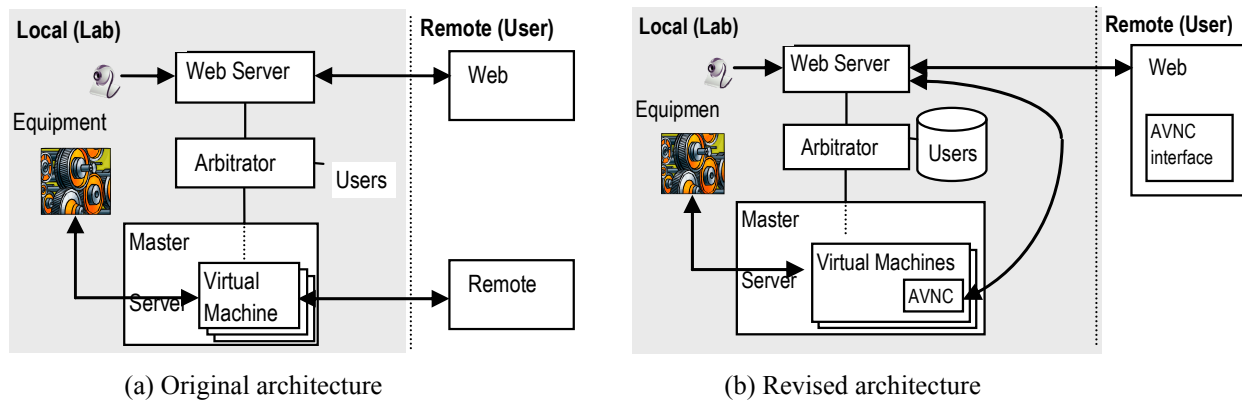 Local (Lab)
Remote (User)
Web Server
Web
Equipment
Arbitrator
Users
Master
Virtual
Machine
Server
Remote
(a) Original architecture
Local (Lab)
Remote (User)
Web Server
Web
Equipmen
AVNC
interface
Arbitrator
Users
Master
Virtual Machines
Server
AVNC
(b) Revised architecture